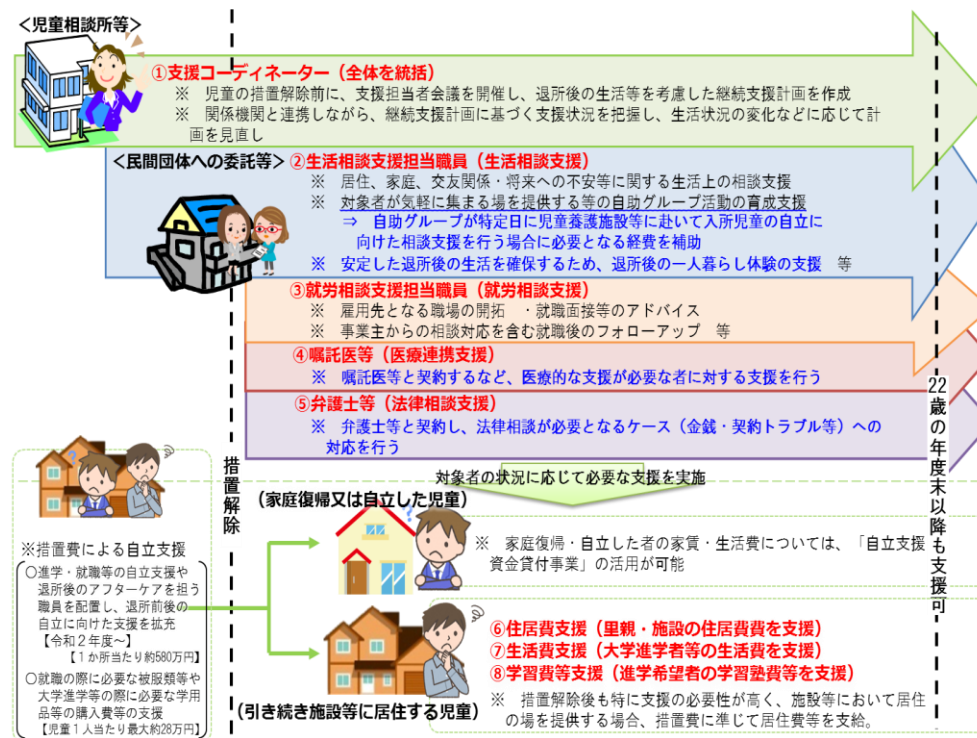 ＜児童相談所等＞
①支援コーディネーター（全体を統括）
※　児童の措置解除前に、支援担当者会議を開催し、退所後の生活等を考慮した継続支援計画を作成
※　関係機関と連携しながら、継続支援計画に基づく支援状況を把握し、生活状況の変化などに応じて計
画を見直し
＜民間団体への委託等＞
②生活相談支援担当職員（生活相談支援）
※　居住、家庭、交友関係・将来への不安等に関する生活上の相談支援
※　対象者が気軽に集まる場を提供する等の自助グループ活動の育成支援
⇒　自助グループが特定日に児童養護施設等に赴いて入所児童の自立に
向けた相談支援を行う場合に必要となる経費を補助
※　安定した退所後の生活を確保するため、退所後の一人暮らし体験の支援　等
③就労相談支援担当職員（就労相談支援）
※　雇用先となる職場の開拓　・就職面接等のアドバイス
※　事業主からの相談対応を含む就職後のフォローアップ　等
④嘱託医等（医療連携支援）
※　嘱託医等と契約するなど、医療的な支援が必要な者に対する支援を行う
⑤弁護士等（法律相談支援）
※　弁護士等と契約し、法律相談が必要となるケース（金銭・契約トラブル等）への
対応を行う
対象者の状況に応じて必要な支援を実施
措置解除
22歳の年度末以降も支援可
※措置費による自立支援
○進学・就職等の自立支援や
退所後のアフターケアを担う
職員を配置し、退所前後の
自立に向けた支援を拡充
【令和２年度～】
【１か所当たり約580万円】
○就職の際に必要な被服類等や
大学進学等の際に必要な学用
品等の購入費等の支援
【児童１人当たり最大約28万円】
（家庭復帰又は自立した児童）
※　家庭復帰・自立した者の家賃・生活費については、「自立支援
資金貸付事業」の活用が可能
（引き続き施設等に居住する児童）
⑥住居費支援（里親・施設の住居費費を支援）
⑦生活費支援（大学進学者等の生活費を支援）
⑧学習費等支援（進学希望者の学習塾費等を支援）
※　措置解除後も特に支援の必要性が高く、施設等において居住
の場を提供する場合、措置費に準じて居住費等を支給。